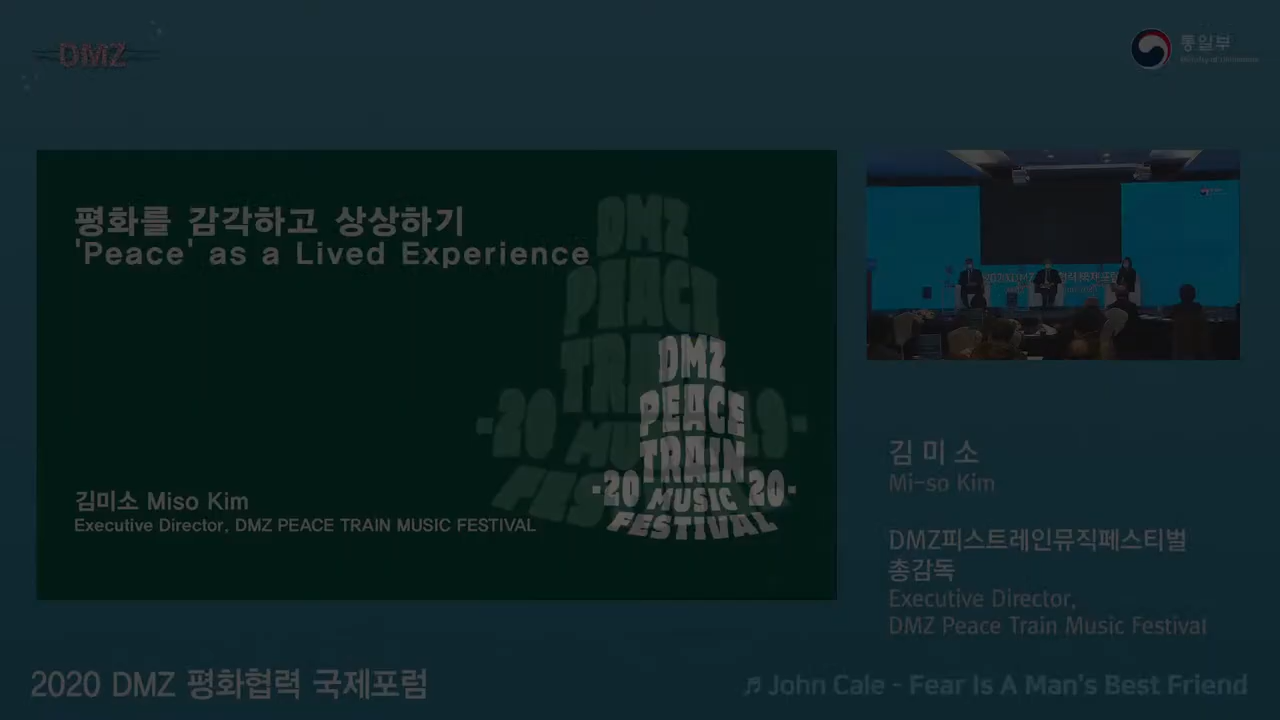 DMZ
통일부
평화를 감각하고 상상하기
'Peace' as a Lived Experience
DMZ
PEACE
TRAIN
·20 MUSIC 20·
FESTIVAL
김미소 Miso Kim
Executive Director, DMZ PEACE TRAIN MUSIC FESTIVAL
김 미 소
Mi-so Kim
DMZ피스트레인뮤직페스티벌
총감독
Executive Director,
DMZ Peace Train Music Festival
2020 DMZ 평화협력 국제포럼
♬ John Cale - Fear Is A Man's Best Friend